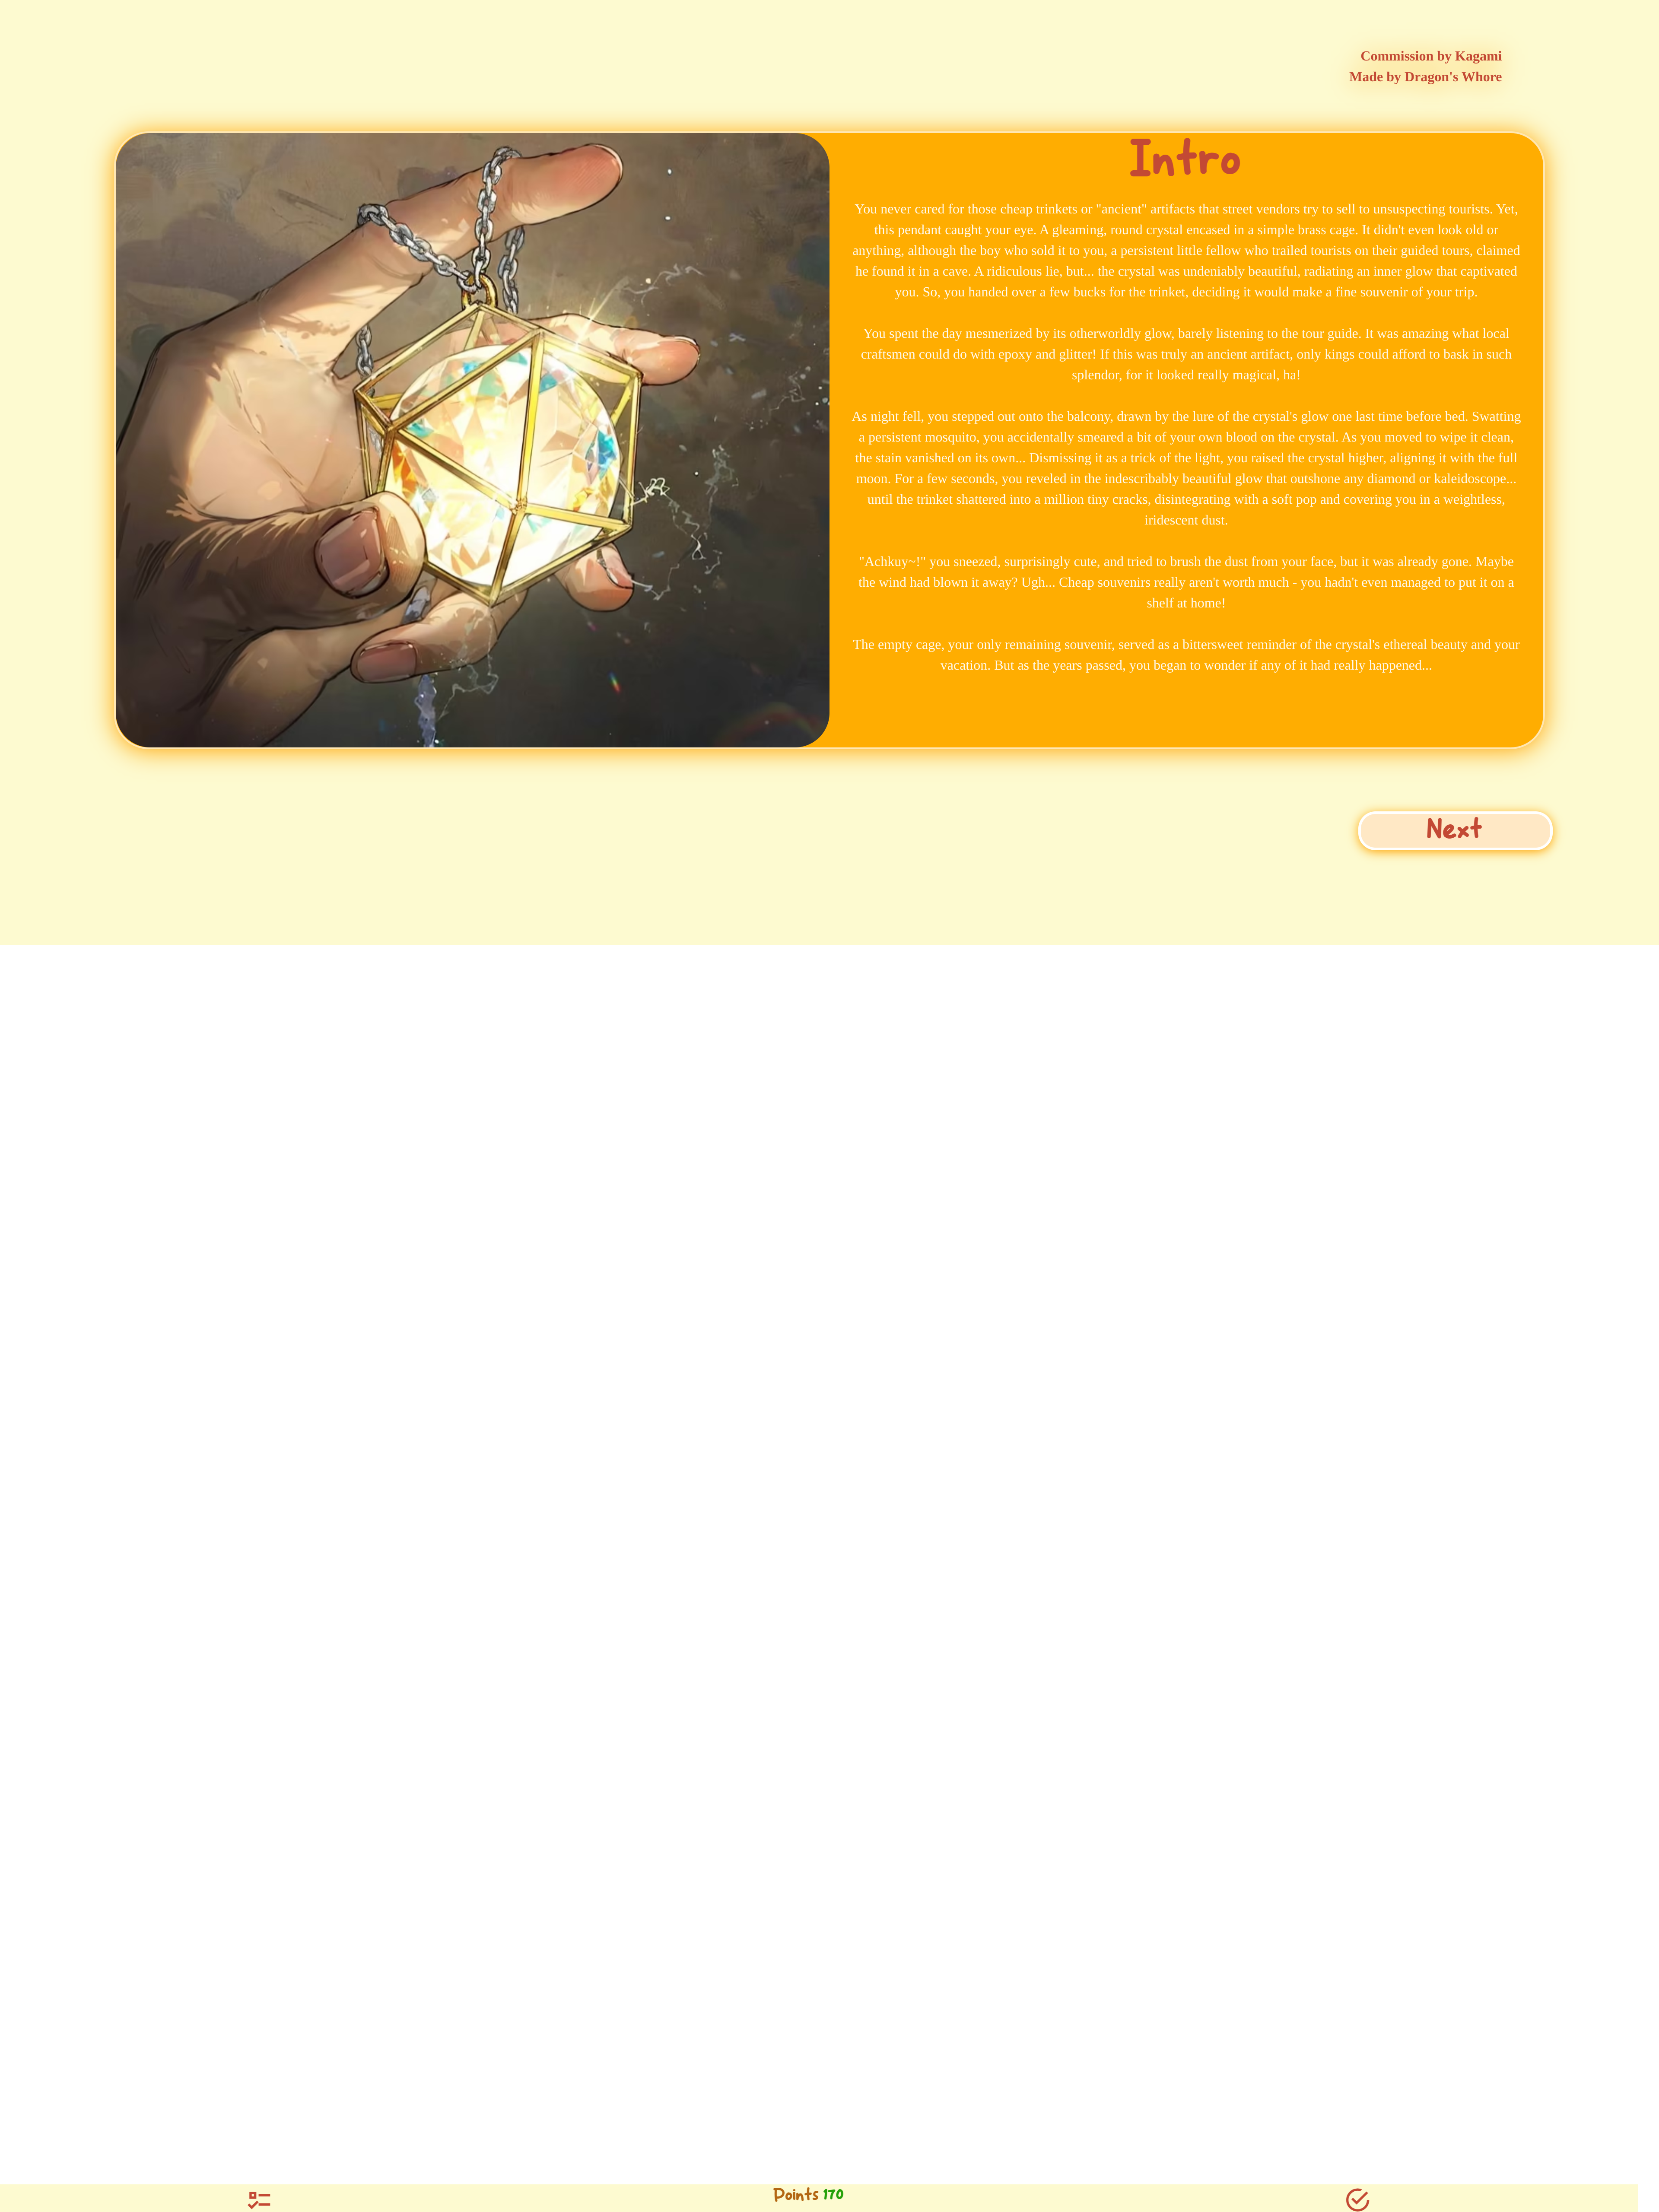 Commission by Kagami
Made by Dragon's Whore
Intro
You never cared for those cheap trinkets or "ancient" artifacts that street vendors try to sell to unsuspecting tourists. Yet,
this pendant caught your eye. A gleaming, round crystal encased in a simple brass cage. It didn't even look old or
anything, although the boy who sold it to you, a persistent little fellow who trailed tourists on their guided tours, claimed
he found it in a cave. A ridiculous lie, but... the crystal was undeniably beautiful, radiating an inner glow that captivated
you. So, you handed over a few bucks for the trinket, deciding it would make a fine souvenir of your trip.
You spent the day mesmerized by its otherworldly glow, barely listening to the tour guide. It was amazing what local
craftsmen could do with epoxy and glitter! If this was truly an ancient artifact, only kings could afford to bask in such
splendor, for it looked really magical, ha!
As night fell, you stepped out onto the balcony, drawn by the lure of the crystal's glow one last time before bed. Swatting
a persistent mosquito, you accidentally smeared a bit of your own blood on the crystal. As you moved to wipe it clean,
the stain vanished on its own... Dismissing it as a trick of the light, you raised the crystal higher, aligning it with the full
moon. For a few seconds, you reveled in the indescribably beautiful glow that outshone any diamond or kaleidoscope...
until the trinket shattered into a million tiny cracks, disintegrating with a soft pop and covering you in a weightless,
iridescent dust.
"Achkuy~!" you sneezed, surprisingly cute, and tried to brush the dust from your face, but it was already gone. Maybe
the wind had blown it away? Ugh... Cheap souvenirs really aren't worth much - you hadn't even managed to put it on a
shelf at home!
The empty cage, your only remaining souvenir, served as a bittersweet reminder of the crystal's ethereal beauty and your
vacation. But as the years passed, you began to wonder if any of it had really happened...
Next
Points 170